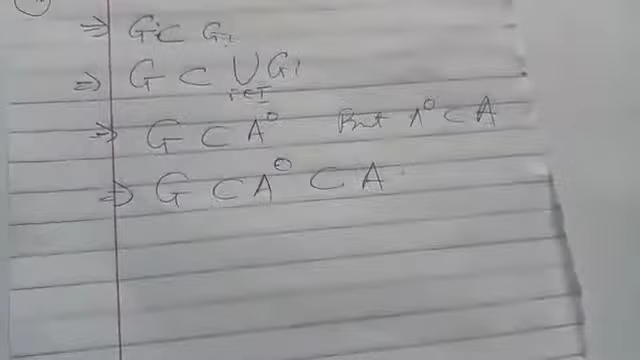 ⇒ G ⊂ Gi
⇒ G ⊂ ∪ Gi
i∈I
⇒ G ⊂ A° But A° ⊂ A
⇒ G ⊂ A° ⊂ A